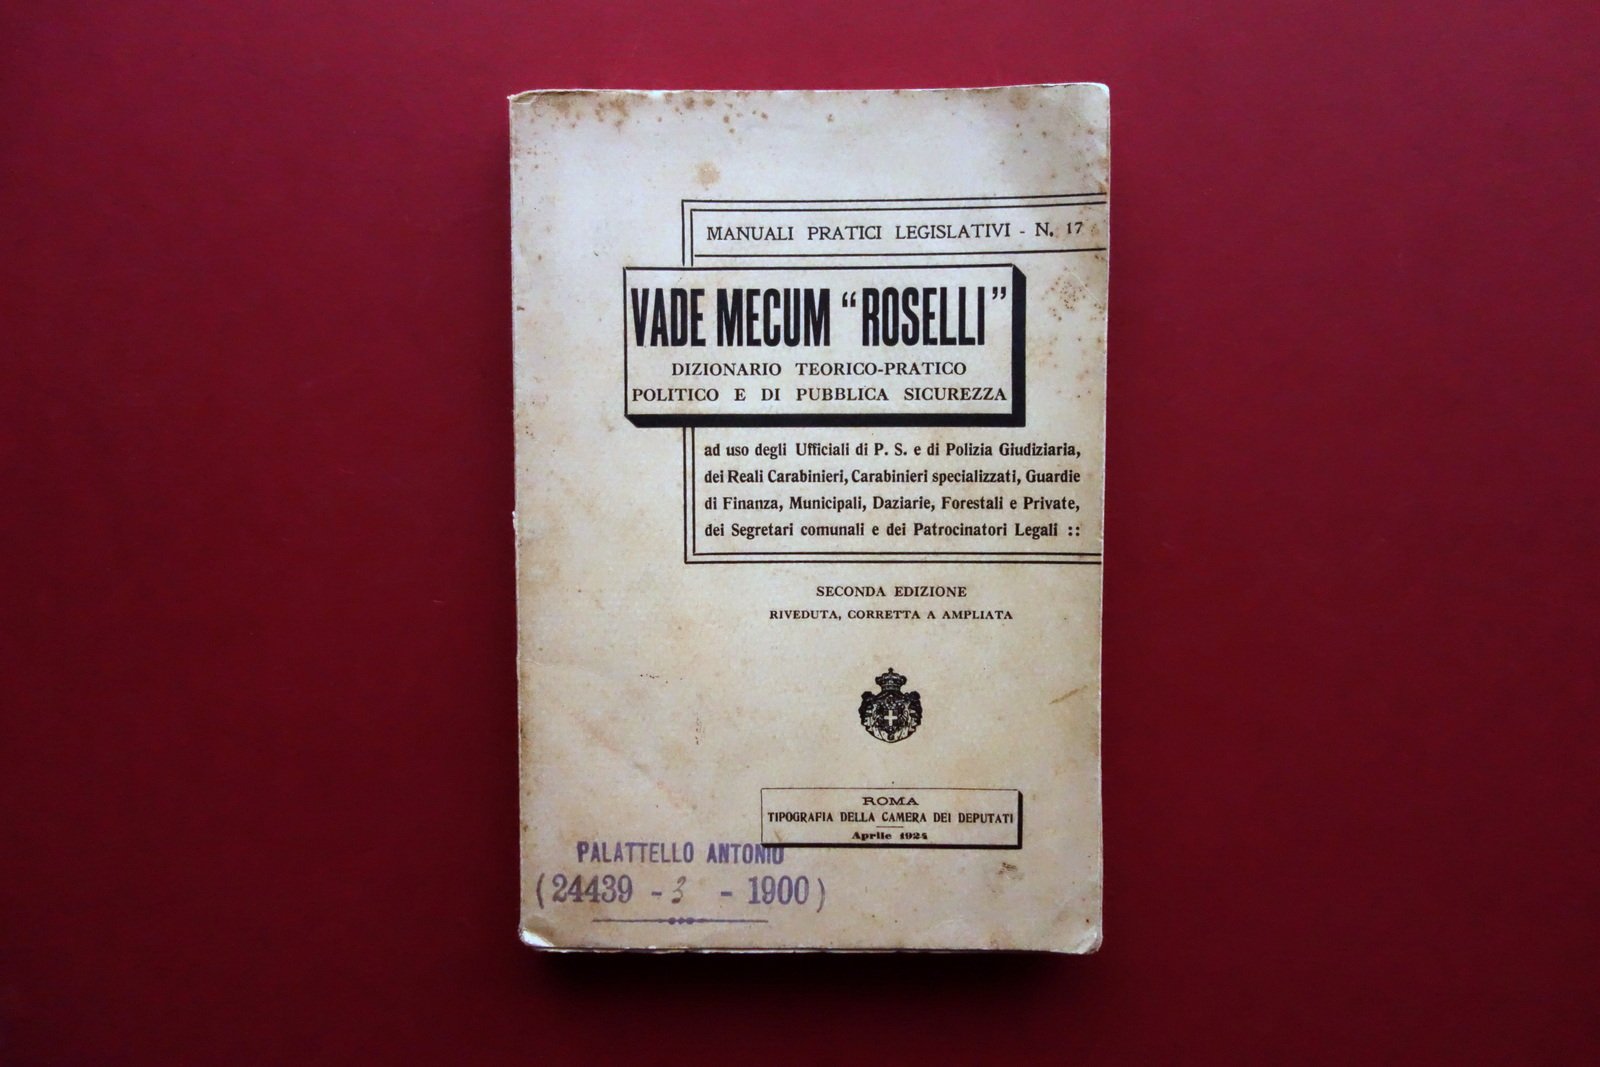 MANUALI PRATICI LEGISLATIVI - N. 17
VADE MECUM “ROSELLI”
DIZIONARIO TEORICO-PRATICO
POLITICO E DI PUBBLICA SICUREZZA
ad uso degli Ufficiali di P. S. e di Polizia Giudiziaria,
dei Reali Carabinieri, Carabinieri specializzati, Guardie
di Finanza, Municipali, Daziarie, Forestali e Private,
dei Segretari comunali e dei Patrocinatori Legali ::
SECONDA EDIZIONE
RIVEDUTA, CORRETTA A AMPLIATA
ROMA
TIPOGRAFIA DELLA CAMERA DEI DEPUTATI
Aprile 1924
PALATTELLO ANTONIO
(24439 - 3 - 1900)